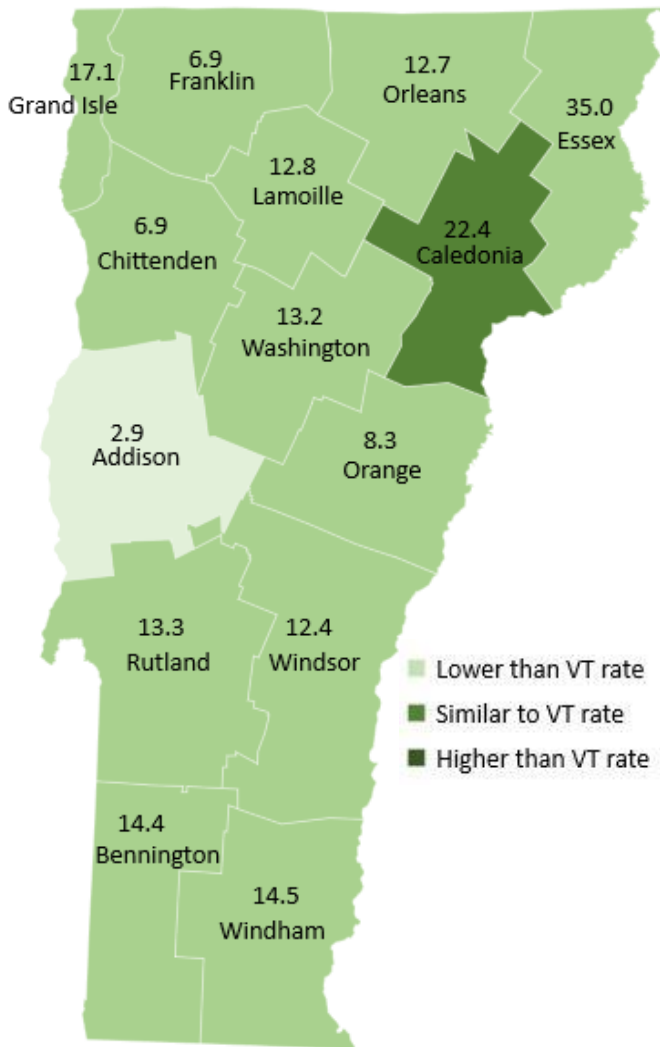 17.1
Grand Isle
6.9
Franklin
12.7
Orleans
35.0
Essex
12.8
Lamoille
6.9
Chittenden
22.4
Caledonia
13.2
Washington
2.9
Addison
8.3
Orange
13.3
Rutland
12.4
Windsor
Lower than VT rate
Similar to VT rate
Higher than VT rate
14.4
Bennington
14.5
Windham